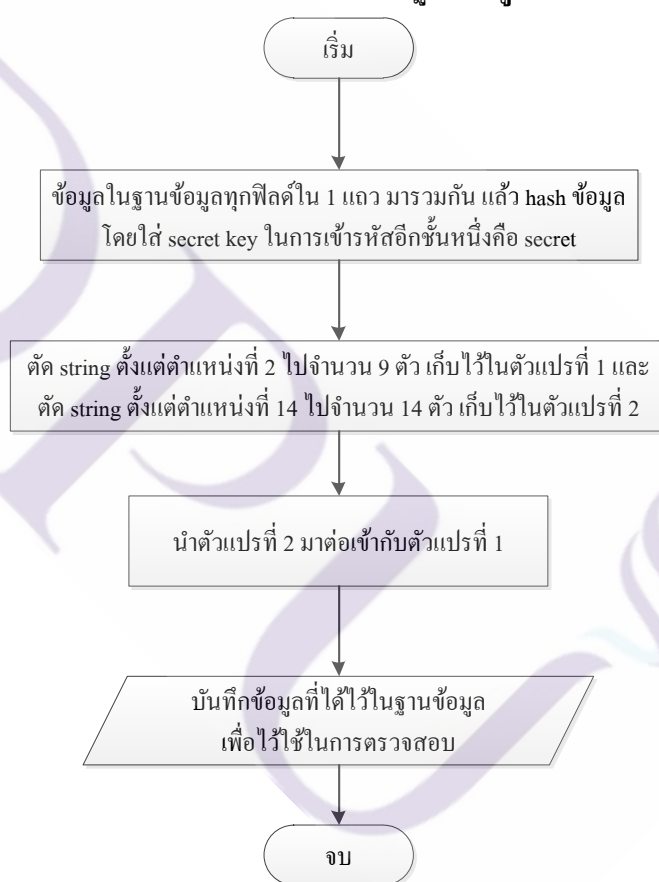 เริ่ม
ข้อมูลในฐานข้อมูลทุกฟิลด์ใน 1 แถว มารวมกัน แล้ว hash ข้อมูล
โดยใส่ secret key ในการเข้ารหัสอีกชั้นหนึ่งคือ secret
ตัด string ตั้งแต่ตำแหน่งที่ 2 ไปจำนวน 9 ตัว เก็บไว้ในตัวแปรที่ 1 และ
ตัด string ตั้งแต่ตำแหน่งที่ 14 ไปจำนวน 14 ตัว เก็บไว้ในตัวแปรที่ 2
นำตัวแปรที่ 2 มาต่อเข้ากับตัวแปรที่ 1
บันทึกข้อมูลที่ได้ไว้ในฐานข้อมูล
เพื่อไว้ใช้ในการตรวจสอบ
จบ